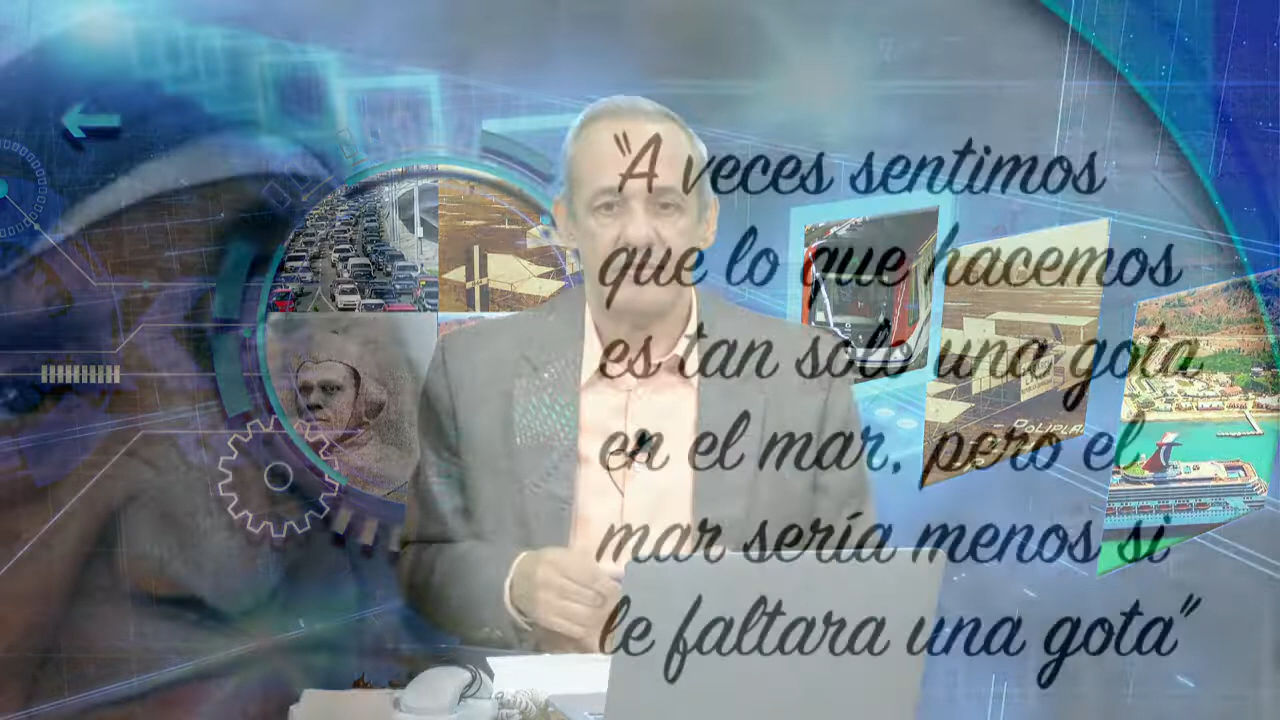 "A veces sentimos
que lo que hacemos
es tan solo una gota
en el mar, pero el
mar sería menos si
le faltara una gota"
POLIPLA